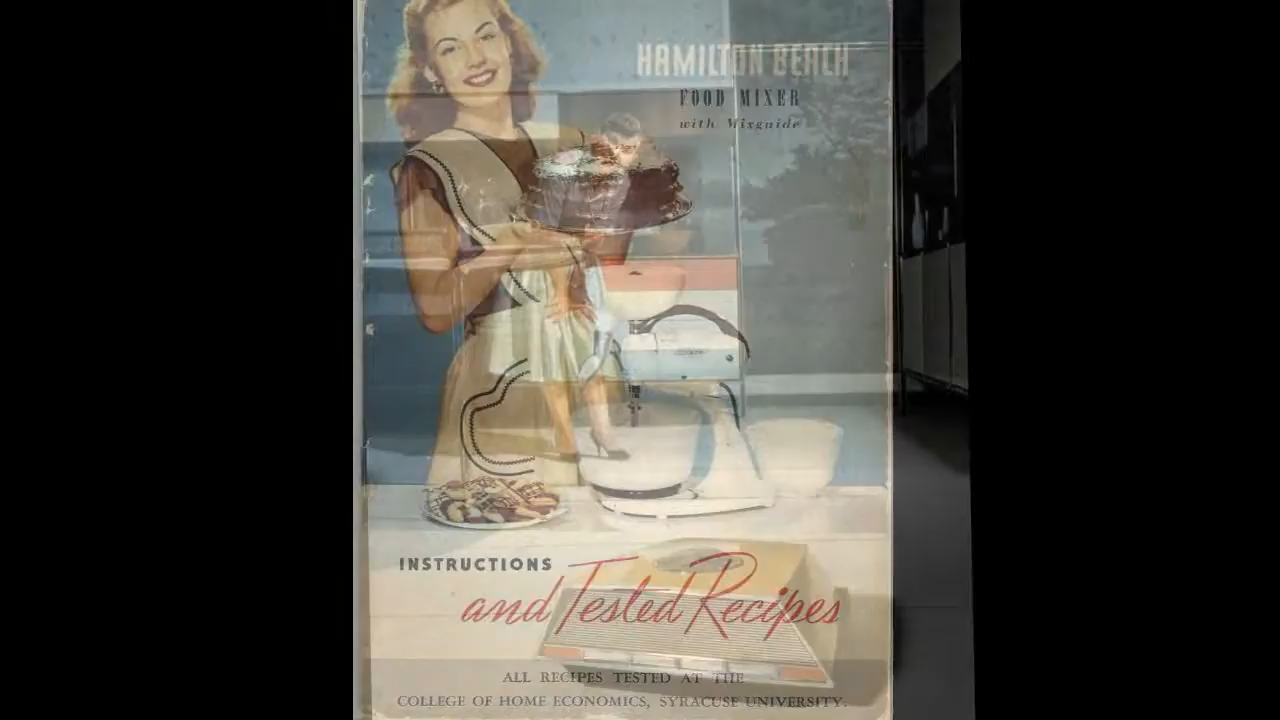 HAMILTON BEACH
FOOD MIXER
with Mixguide
INSTRUCTIONS
and Tested Recipes
ALL RECIPES TESTED AT THE
COLLEGE OF HOME ECONOMICS, SYRACUSE UNIVERSITY.